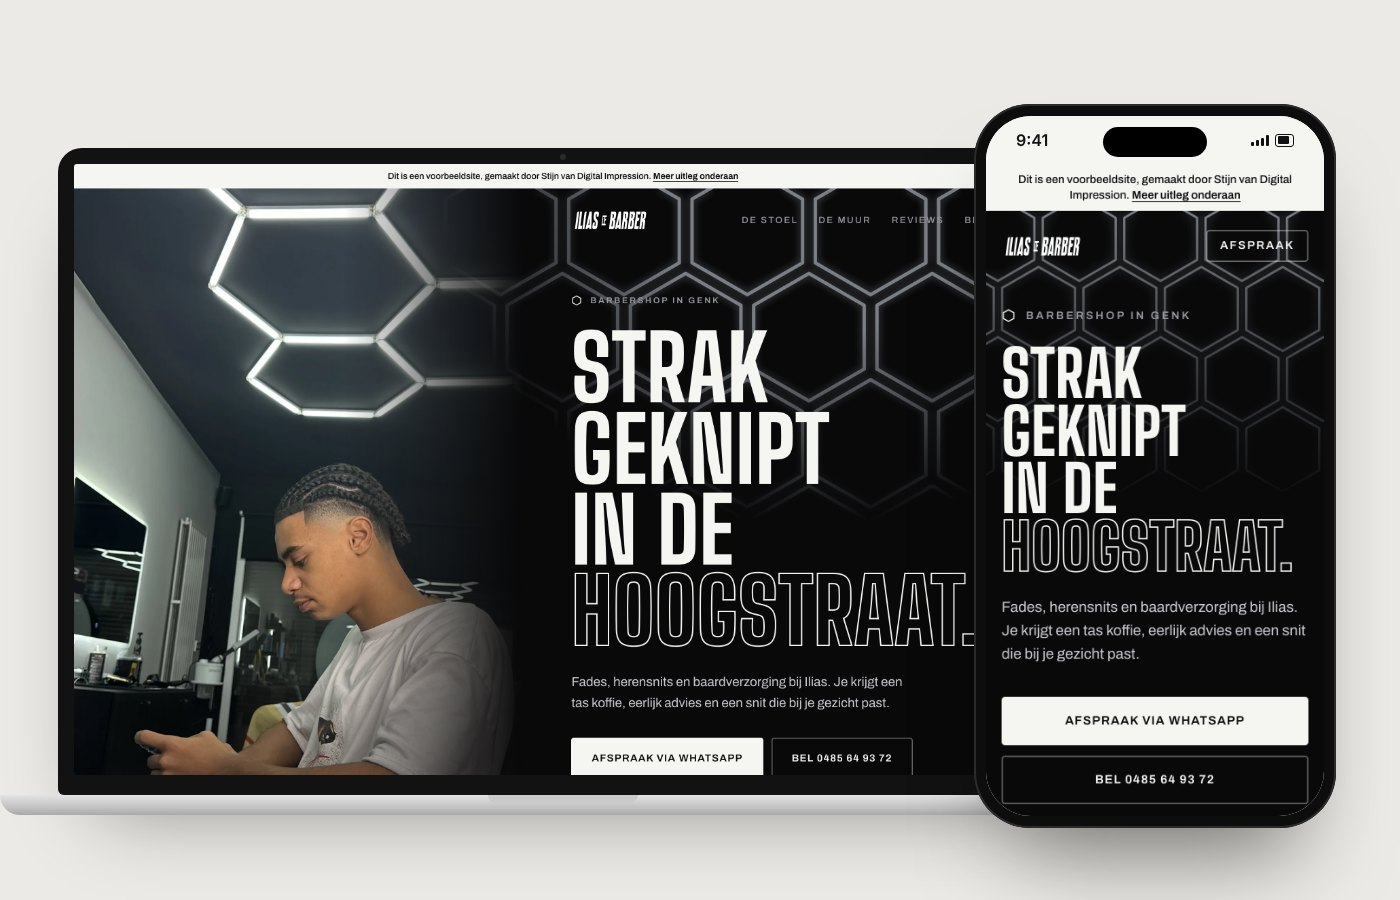 Dit is een voorbeeldsite, gemaakt door Stijn van Digital Impression. Meer uitleg onderaan
ILIAS DE BARBER
DE STOEL DE MUUR REVIEWS
BARBERSHOP IN GENK
STRAK
GEKNIPT
IN DE
HOOGSTRAAT.
Fades, herensnits en baardverzorging bij Ilias. Je krijgt een
tas koffie, eerlijk advies en een snit die bij je gezicht past.
AFSPRAAK VIA WHATSAPP BEL 0485 64 93 72
9:41
Dit is een voorbeeldsite, gemaakt door Stijn van Digital
Impression. Meer uitleg onderaan
ILIAS DE BARBER AFSPRAAK
BARBERSHOP IN GENK
STRAK
GEKNIPT
IN DE
HOOGSTRAAT.
Fades, herensnits en baardverzorging bij Ilias.
Je krijgt een tas koffie, eerlijk advies en een snit
die bij je gezicht past.
AFSPRAAK VIA WHATSAPP
BEL 0485 64 93 72